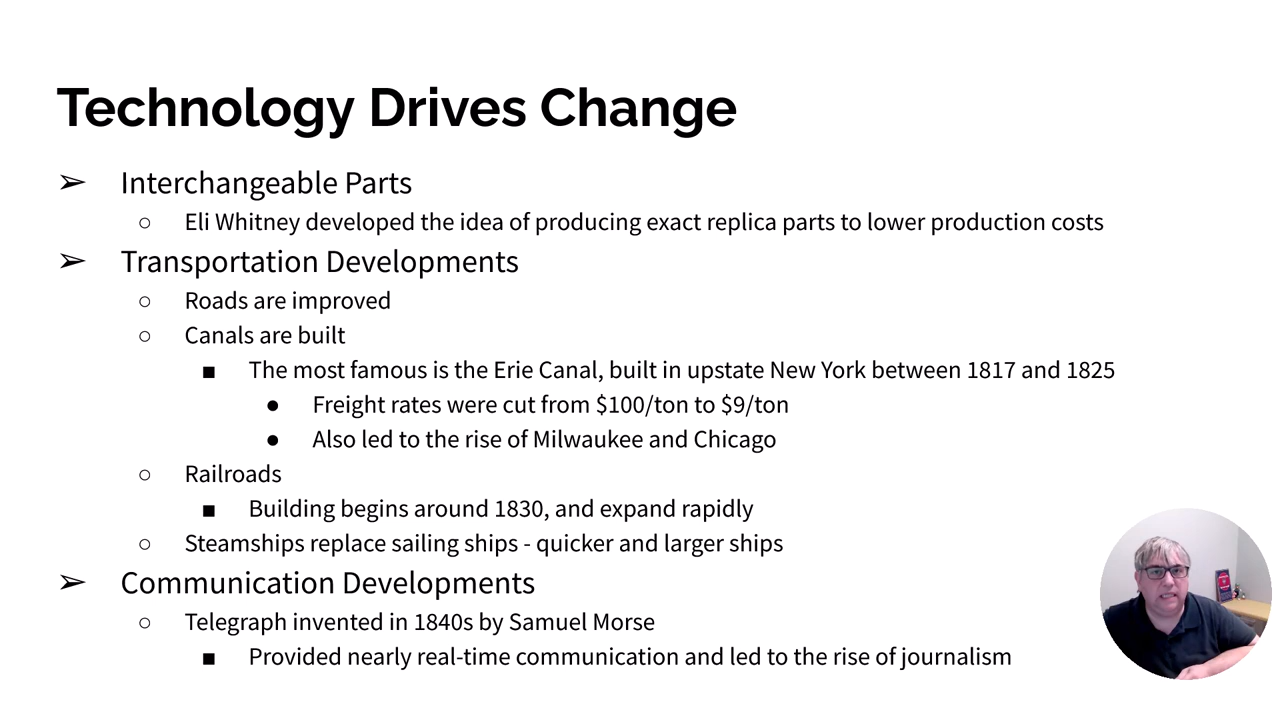 Technology Drives Change
➢ Interchangeable Parts
○ Eli Whitney developed the idea of producing exact replica parts to lower production costs
➢ Transportation Developments
○ Roads are improved
○ Canals are built
■ The most famous is the Erie Canal, built in upstate New York between 1817 and 1825
● Freight rates were cut from $100/ton to $9/ton
● Also led to the rise of Milwaukee and Chicago
○ Railroads
■ Building begins around 1830, and expand rapidly
○ Steamships replace sailing ships - quicker and larger ships
➢ Communication Developments
○ Telegraph invented in 1840s by Samuel Morse
■ Provided nearly real-time communication and led to the rise of journalism